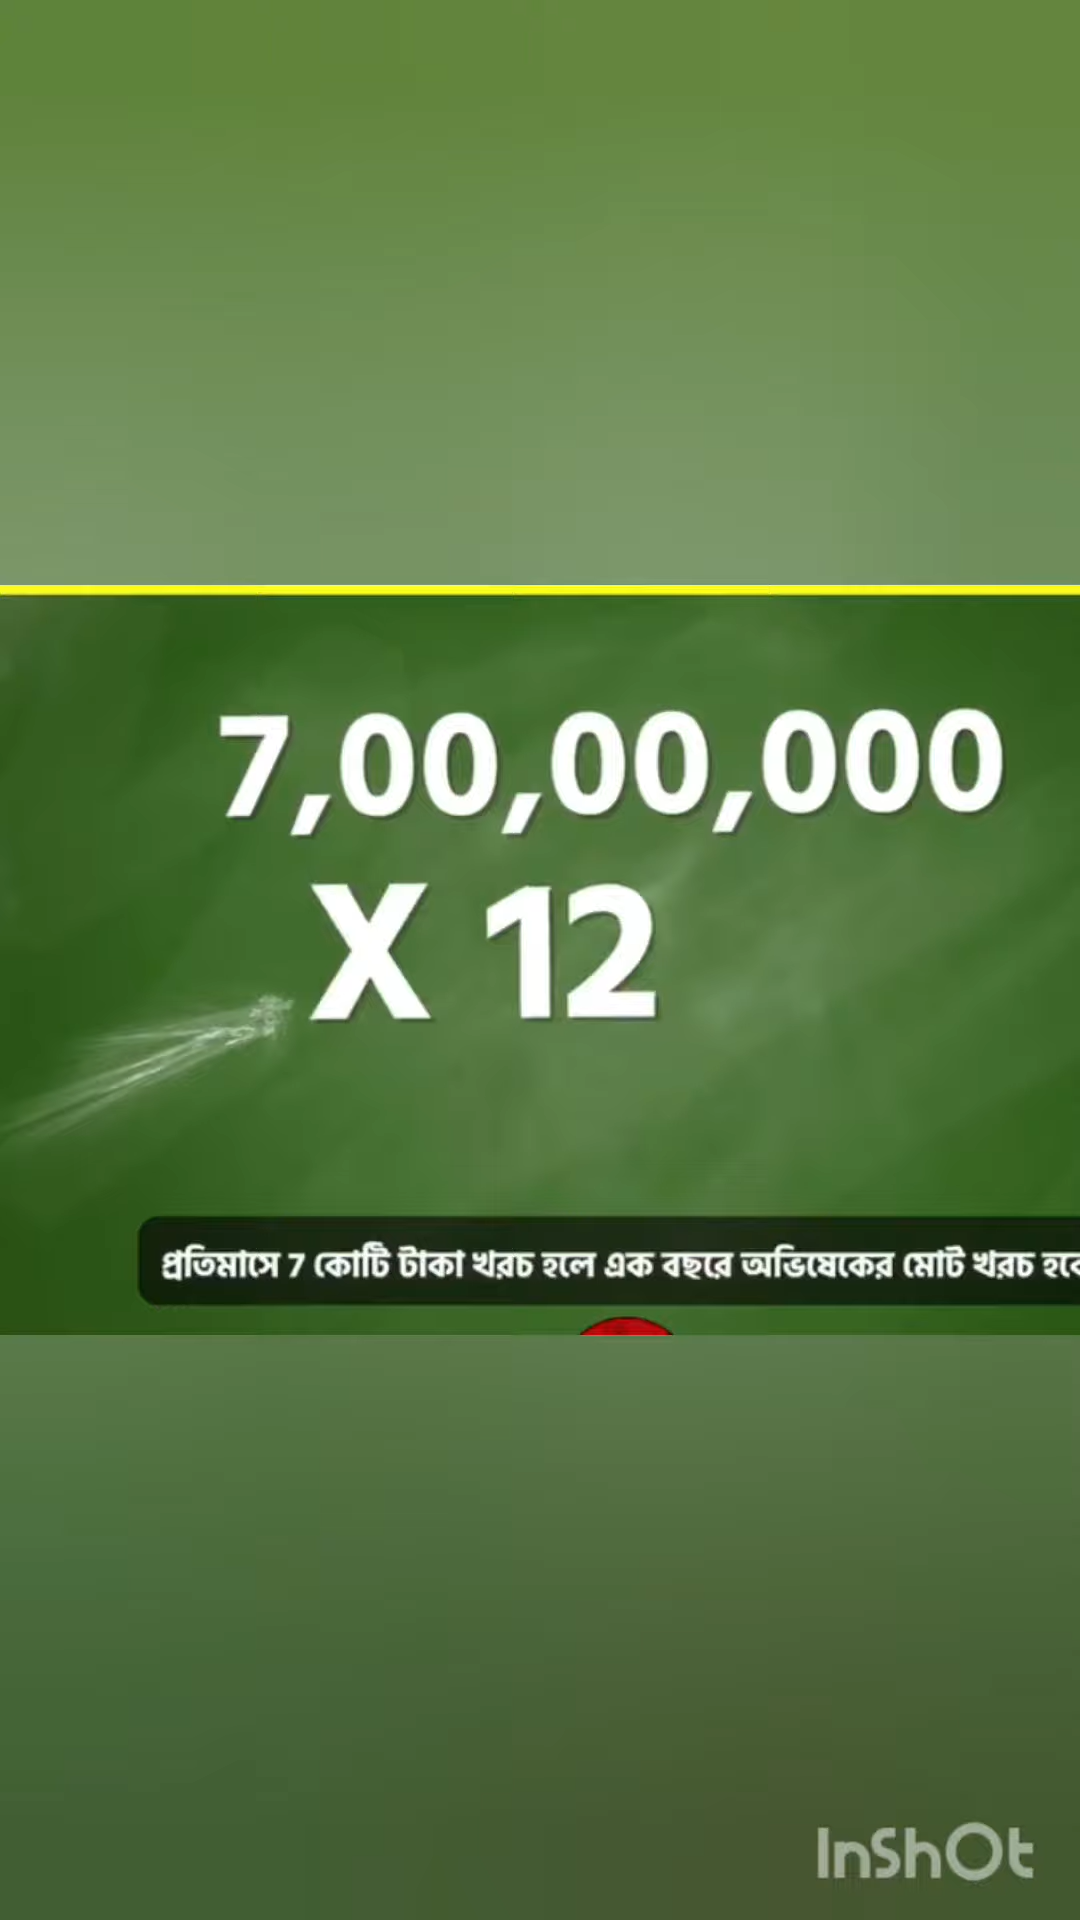 7,00,00,000
X 12
প্রতিমাসে 7 কোটি টাকা খরচ হলে এক বছরে অভিষেকের মোট খরচ
InShOt